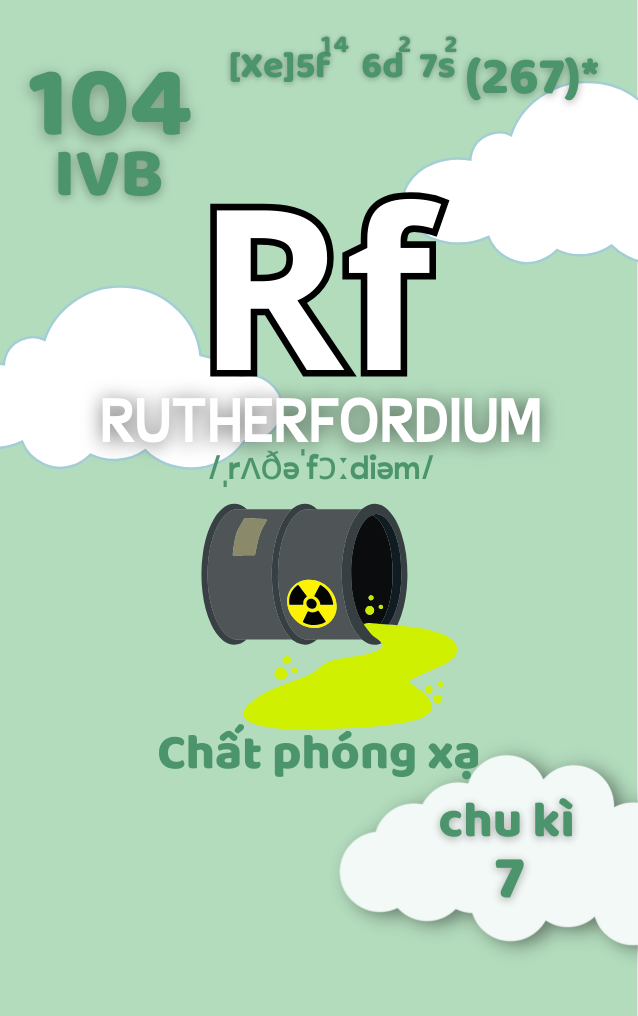 104
IVB
[Xe]5f¹⁴ 6d² 7s² (267)*
Rf
RUTHERFORDIUM
/ˌrʌðəˈfɔːdiəm/
Chất phóng xạ
chu kì
7